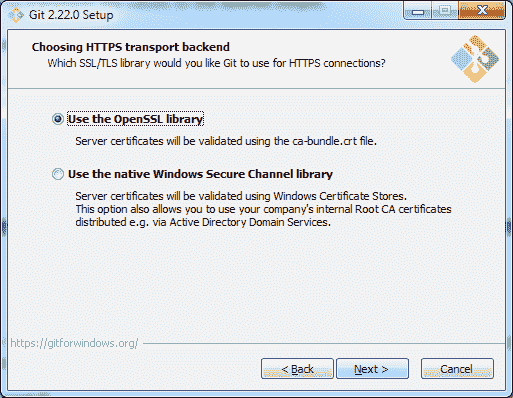 Git 2.22.0 Setup
Choosing HTTPS transport backend
Which SSL/TLS library would you like Git to use for HTTPS connections?
Use the OpenSSL library
Server certificates will be validated using the ca-bundle.crt file.
Use the native Windows Secure Channel library
Server certificates will be validated using Windows Certificate Stores.
This option also allows you to use your company's internal Root CA certificates
distributed e.g. via Active Directory Domain Services.
https://gitforwindows.org/
< Back
Next >
Cancel